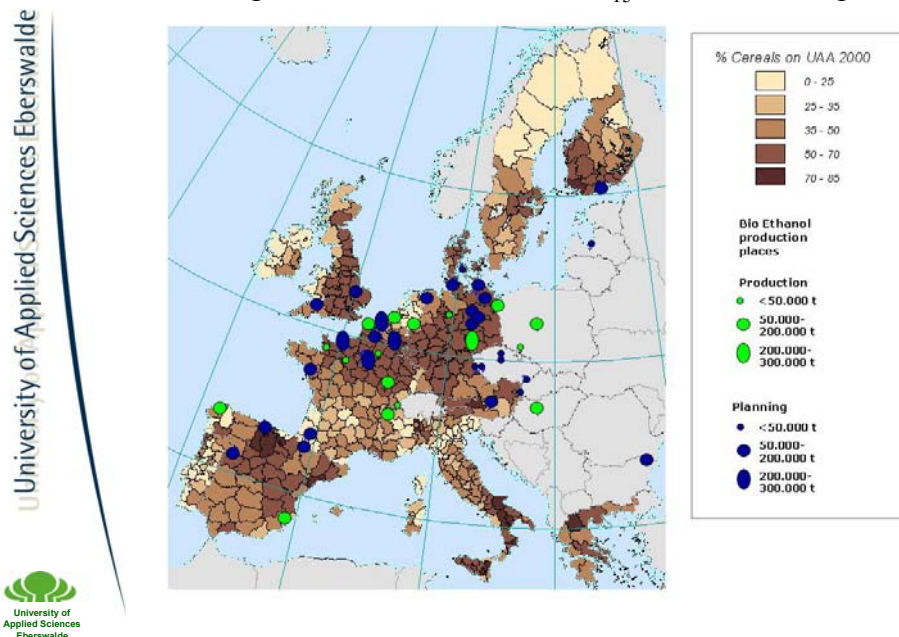 University of Applied Sciences Eberswalde
% Cereals on UAA 2000
0 - 25
25 - 35
35 - 50
50 - 70
70 - 85
Bio Ethanol
production
places
Production
<50.000 t
50.000-
200.000 t
200.000-
300.000 t
Planning
<50.000 t
50.000-
200.000 t
200.000-
300.000 t
University of
Applied Sciences
Eberswalde